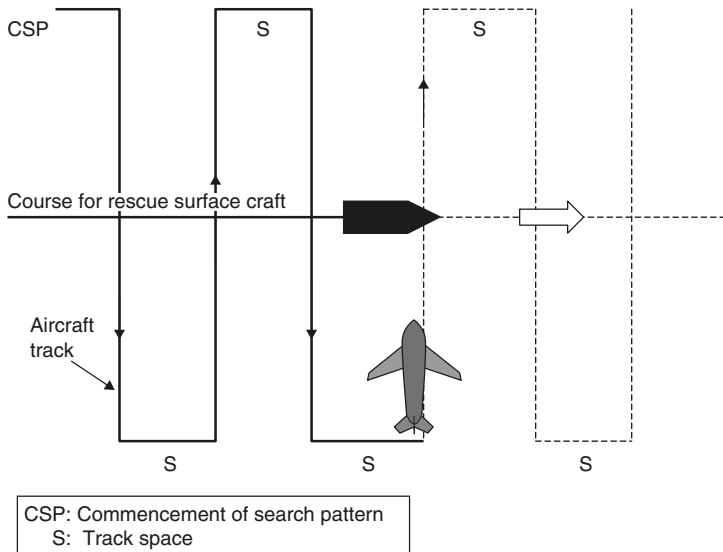 CSP
S
S
Course for rescue surface craft
Aircraft
track
S
S
S
CSP: Commencement of search pattern
S: Track space